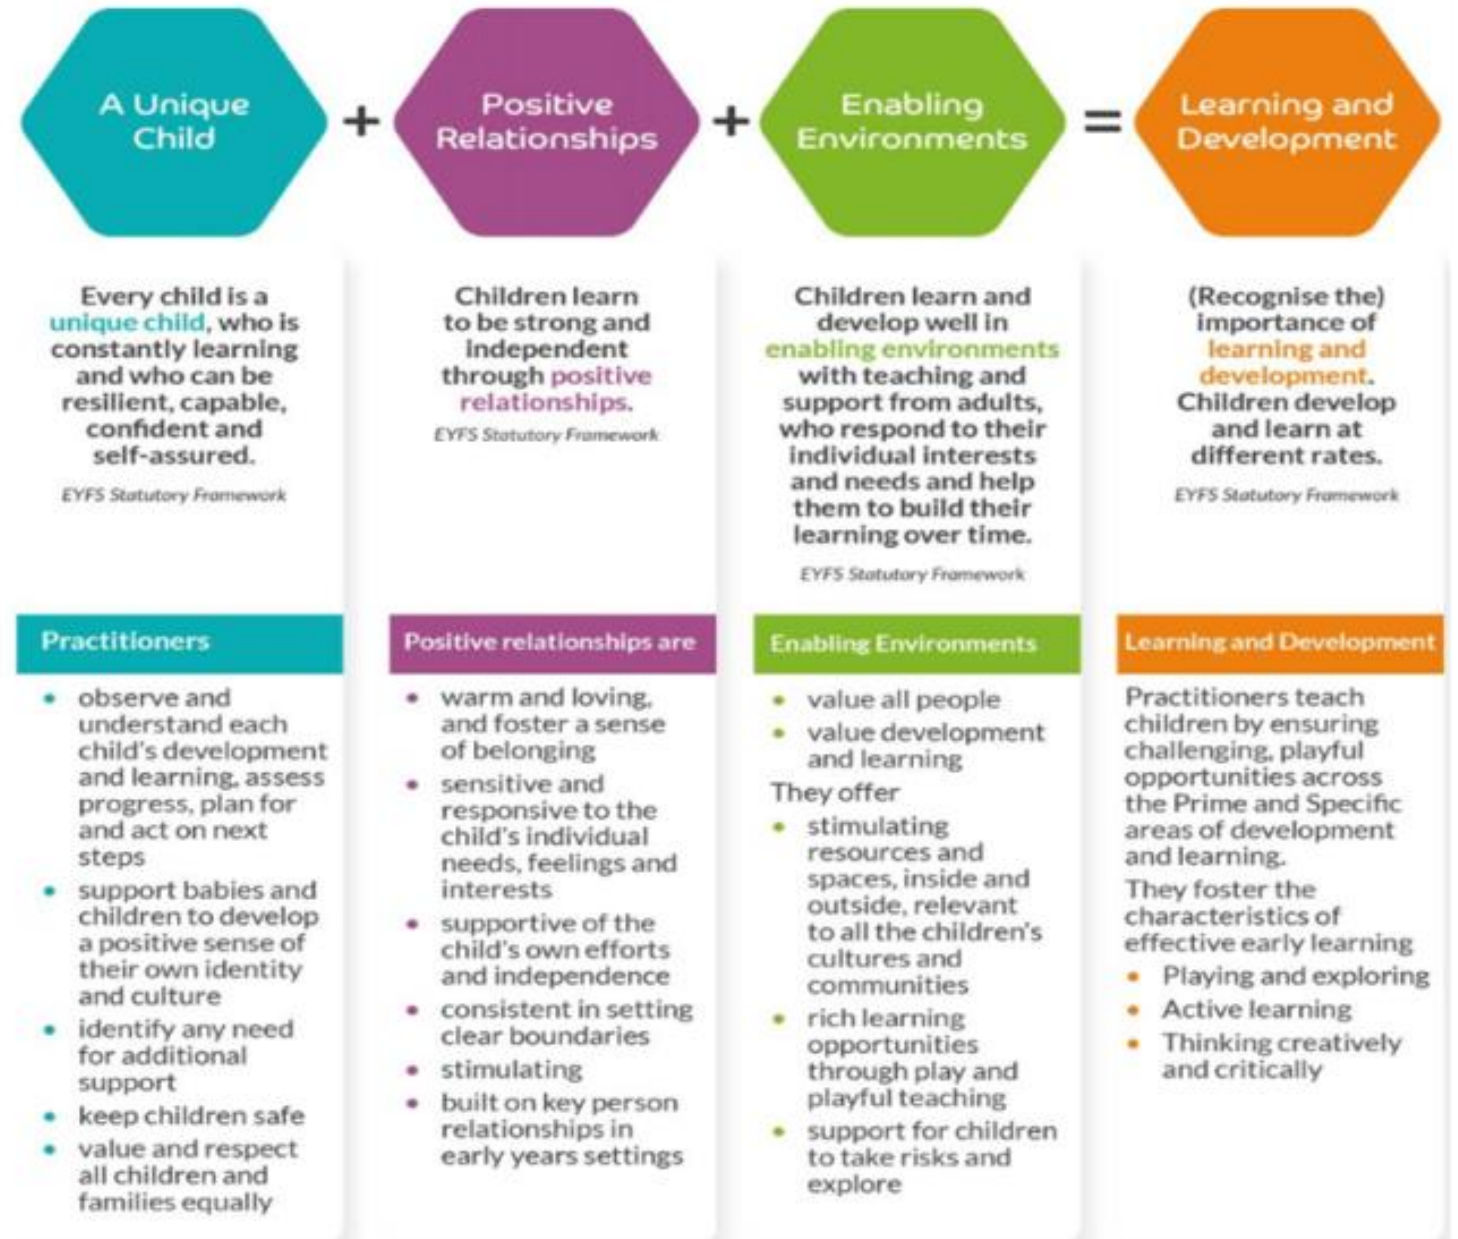 A Unique
Child
+
Positive
Relationships
+
Enabling
Environments
=
Learning and
Development
Every child is a
unique child, who is
constantly learning
and who can be
resilient, capable,
confident and
self-assured.
EYFS Statutory Framework
Children learn
to be strong and
independent
through positive
relationships.
EYFS Statutory Framework
Children learn and
develop well in
enabling environments
with teaching and
support from adults,
who respond to their
individual interests
and needs and help
them to build their
learning over time.
EYFS Statutory Framework
(Recognise the)
importance of
learning and
development.
Children develop
and learn at
different rates.
EYFS Statutory Framework
Practitioners
• observe and
understand each
child's development
and learning, assess
progress, plan for
and act on next
steps
• support babies and
children to develop
a positive sense of
their own identity
and culture
• identify any need
for additional
support
• keep children safe
• value and respect
all children and
families equally
Positive relationships are
• warm and loving,
and foster a sense
of belonging
• sensitive and
responsive to the
child's individual
needs, feelings and
interests
• supportive of the
child's own efforts
and independence
• consistent in setting
clear boundaries
• stimulating
• built on key person
relationships in
early years settings
Enabling Environments
• value all people
• value development
and learning
They offer
• stimulating
resources and
spaces, inside and
outside, relevant
to all the children's
cultures and
communities
• rich learning
opportunities
through play and
playful teaching
• support for children
to take risks and
explore
Learning and Development
Practitioners teach
children by ensuring
challenging, playful
opportunities across
the Prime and Specific
areas of development
and learning.
They foster the
characteristics of
effective early learning
• Playing and exploring
• Active learning
• Thinking creatively
and critically